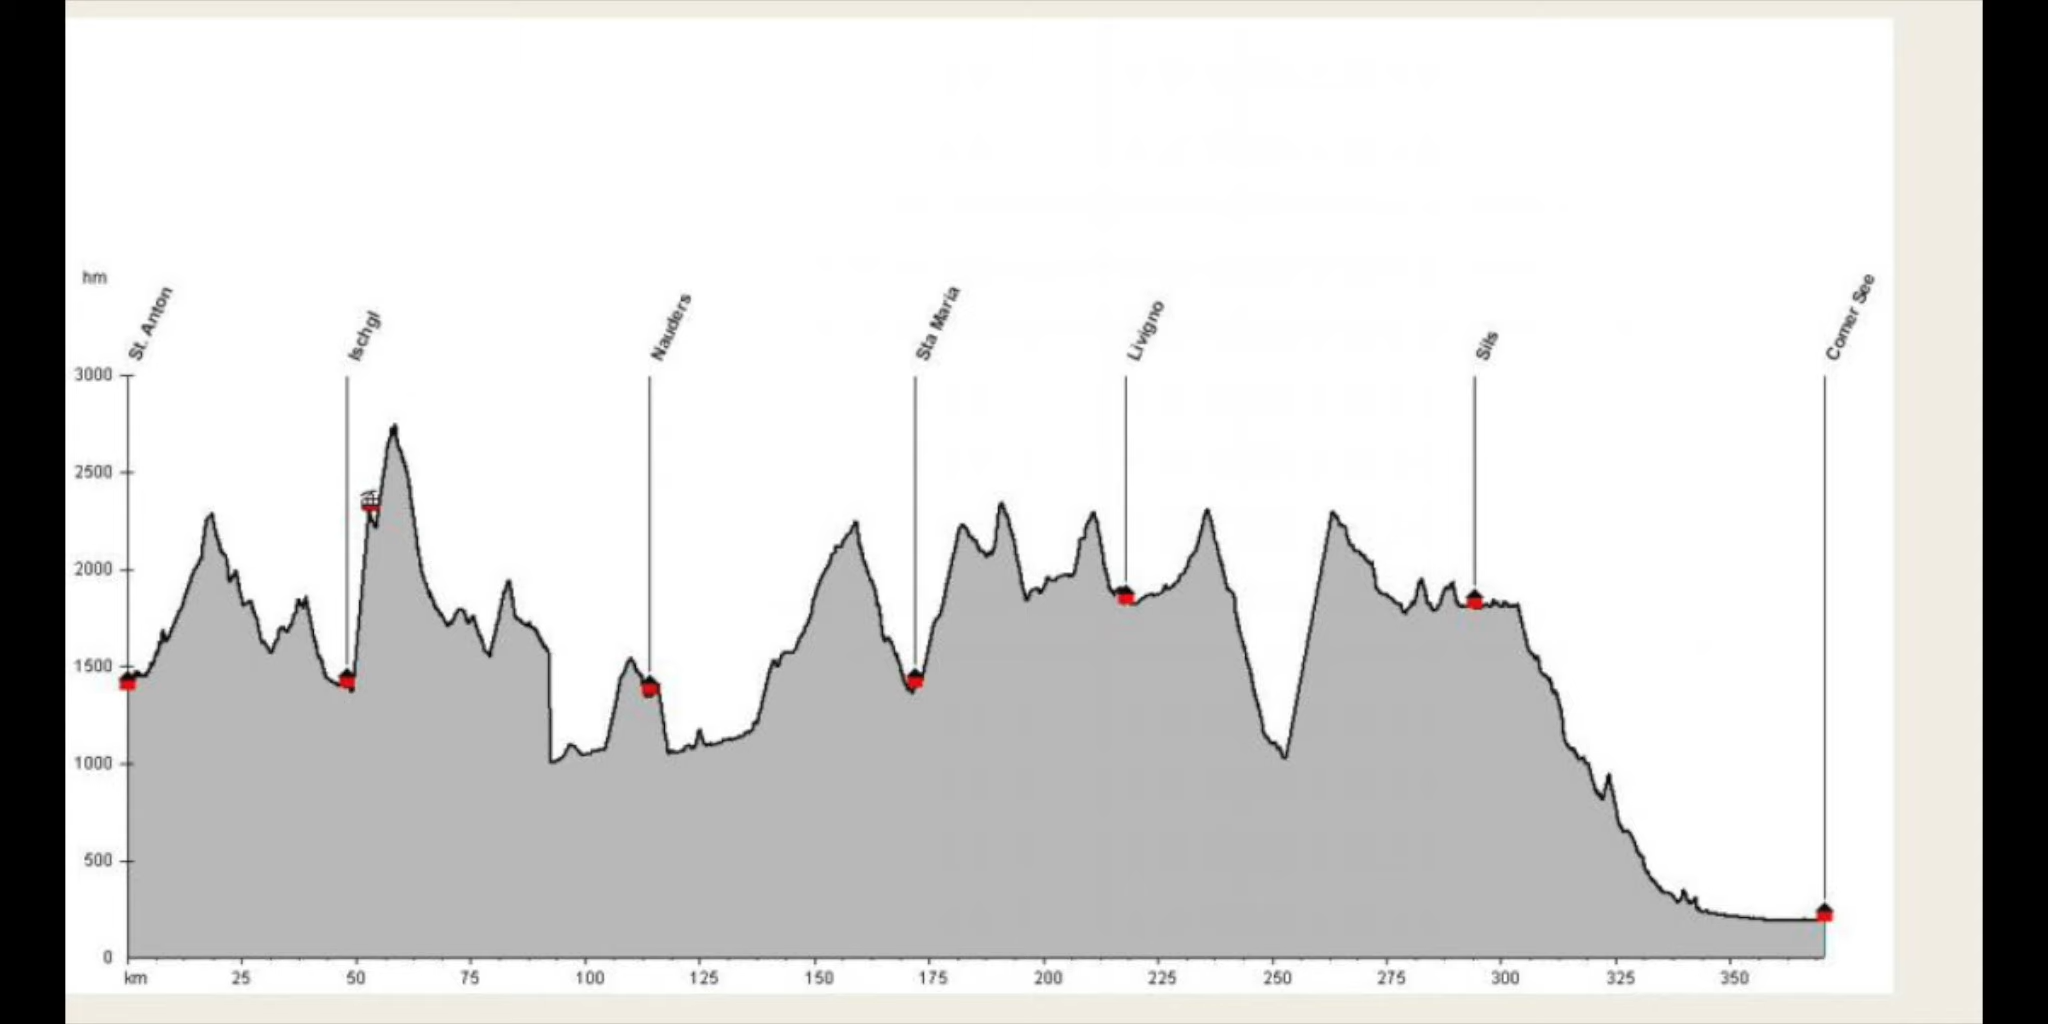 hm
St. Anton
Ischgl
Nauders
Sta Maria
Livigno
Sils
Comer See
3000
2500
2000
1500
1000
500
0
km 25 50 75 100 125 150 175 200 225 250 275 300 325 350